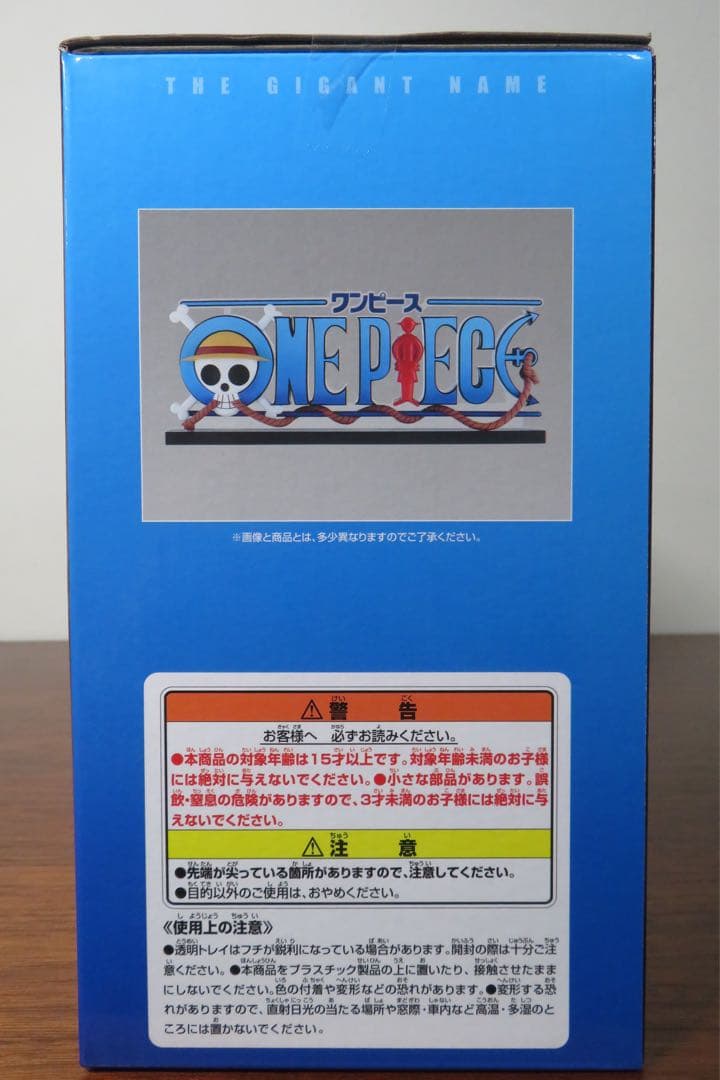 THE GIGANT NAME
ワンピース
ONE PIECE
※画像と商品とは、多少異なりますのでご了承ください。
⚠警告
お客様へ 必ずお読みください。
●本商品の対象年齢は15才以上です。対象年齢未満のお子様
には絶対に与えないでください。●小さな部品があります。誤
飲・窒息の危険がありますので、3才未満のお子様には絶対に与
えないでください。
⚠注意
●先端が尖っている箇所がありますので、注意してください。
●目的以外のご使用は、おやめください。
《使用上の注意》
●透明トレイはフチが鋭利になっている場合があります。開封の際は十分ご注
意ください。●本商品をプラスチック製品の上に置いたり、接触させたまま
にしないでください。色の付着や変形などの恐れがあります。●変形する恐
れがありますので、直射日光の当たる場所や窓際・車内など高温・多湿のと
ころには置かないでください。